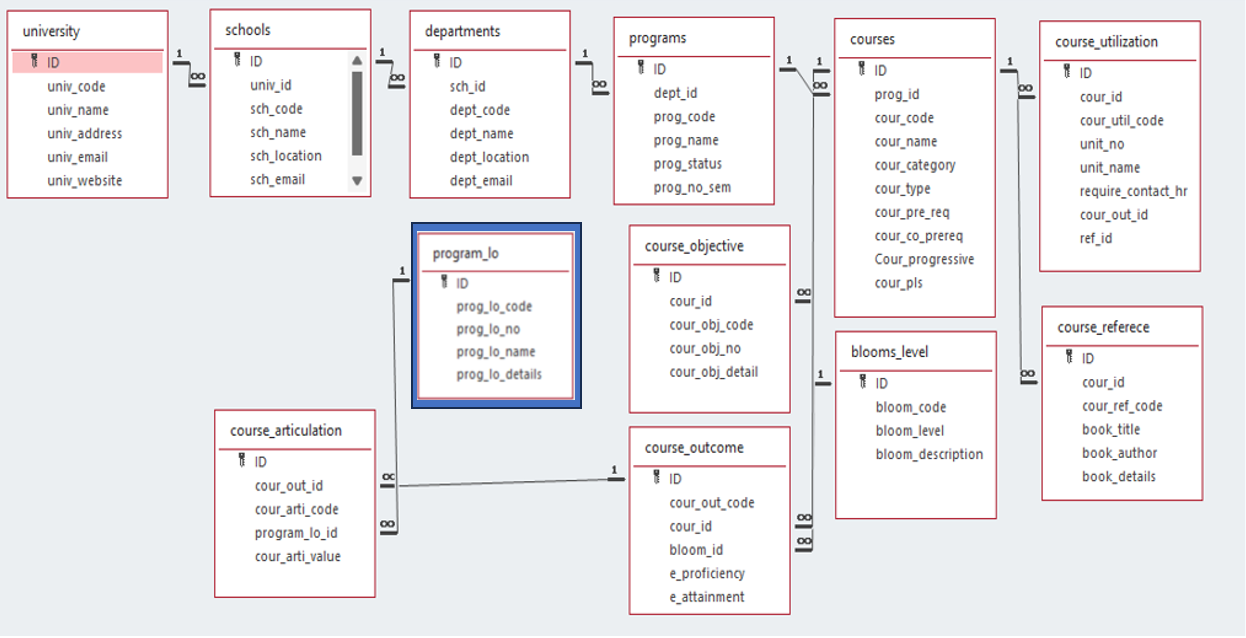 university
ID
univ_code
univ_name
univ_address
univ_email
univ_website
1
∞
schools
ID
univ_id
sch_code
sch_name
sch_location
sch_email
1
∞
departments
ID
sch_id
dept_code
dept_name
dept_location
dept_email
1
∞
programs
ID
dept_id
prog_code
prog_name
prog_status
prog_no_sem
1
1
∞
courses
ID
prog_id
cour_code
cour_name
cour_category
cour_type
cour_pre_req
cour_co_prereq
Cour_progressive
cour_pls
1
∞
course_utilization
ID
cour_id
cour_util_code
unit_no
unit_name
require_contact_hr
cour_out_id
ref_id
program_lo
ID
prog_lo_code
prog_lo_no
prog_lo_name
prog_lo_details
1
course_objective
ID
cour_id
cour_obj_code
cour_obj_no
cour_obj_detail
∞
blooms_level
ID
bloom_code
bloom_level
bloom_description
1
course_referece
ID
cour_id
cour_ref_code
book_title
book_author
book_details
∞
course_articulation
ID
cour_out_id
cour_arti_code
program_lo_id
cour_arti_value
∞
∞
1
course_outcome
ID
cour_out_code
cour_id
bloom_id
e_proficiency
e_attainment
∞
∞